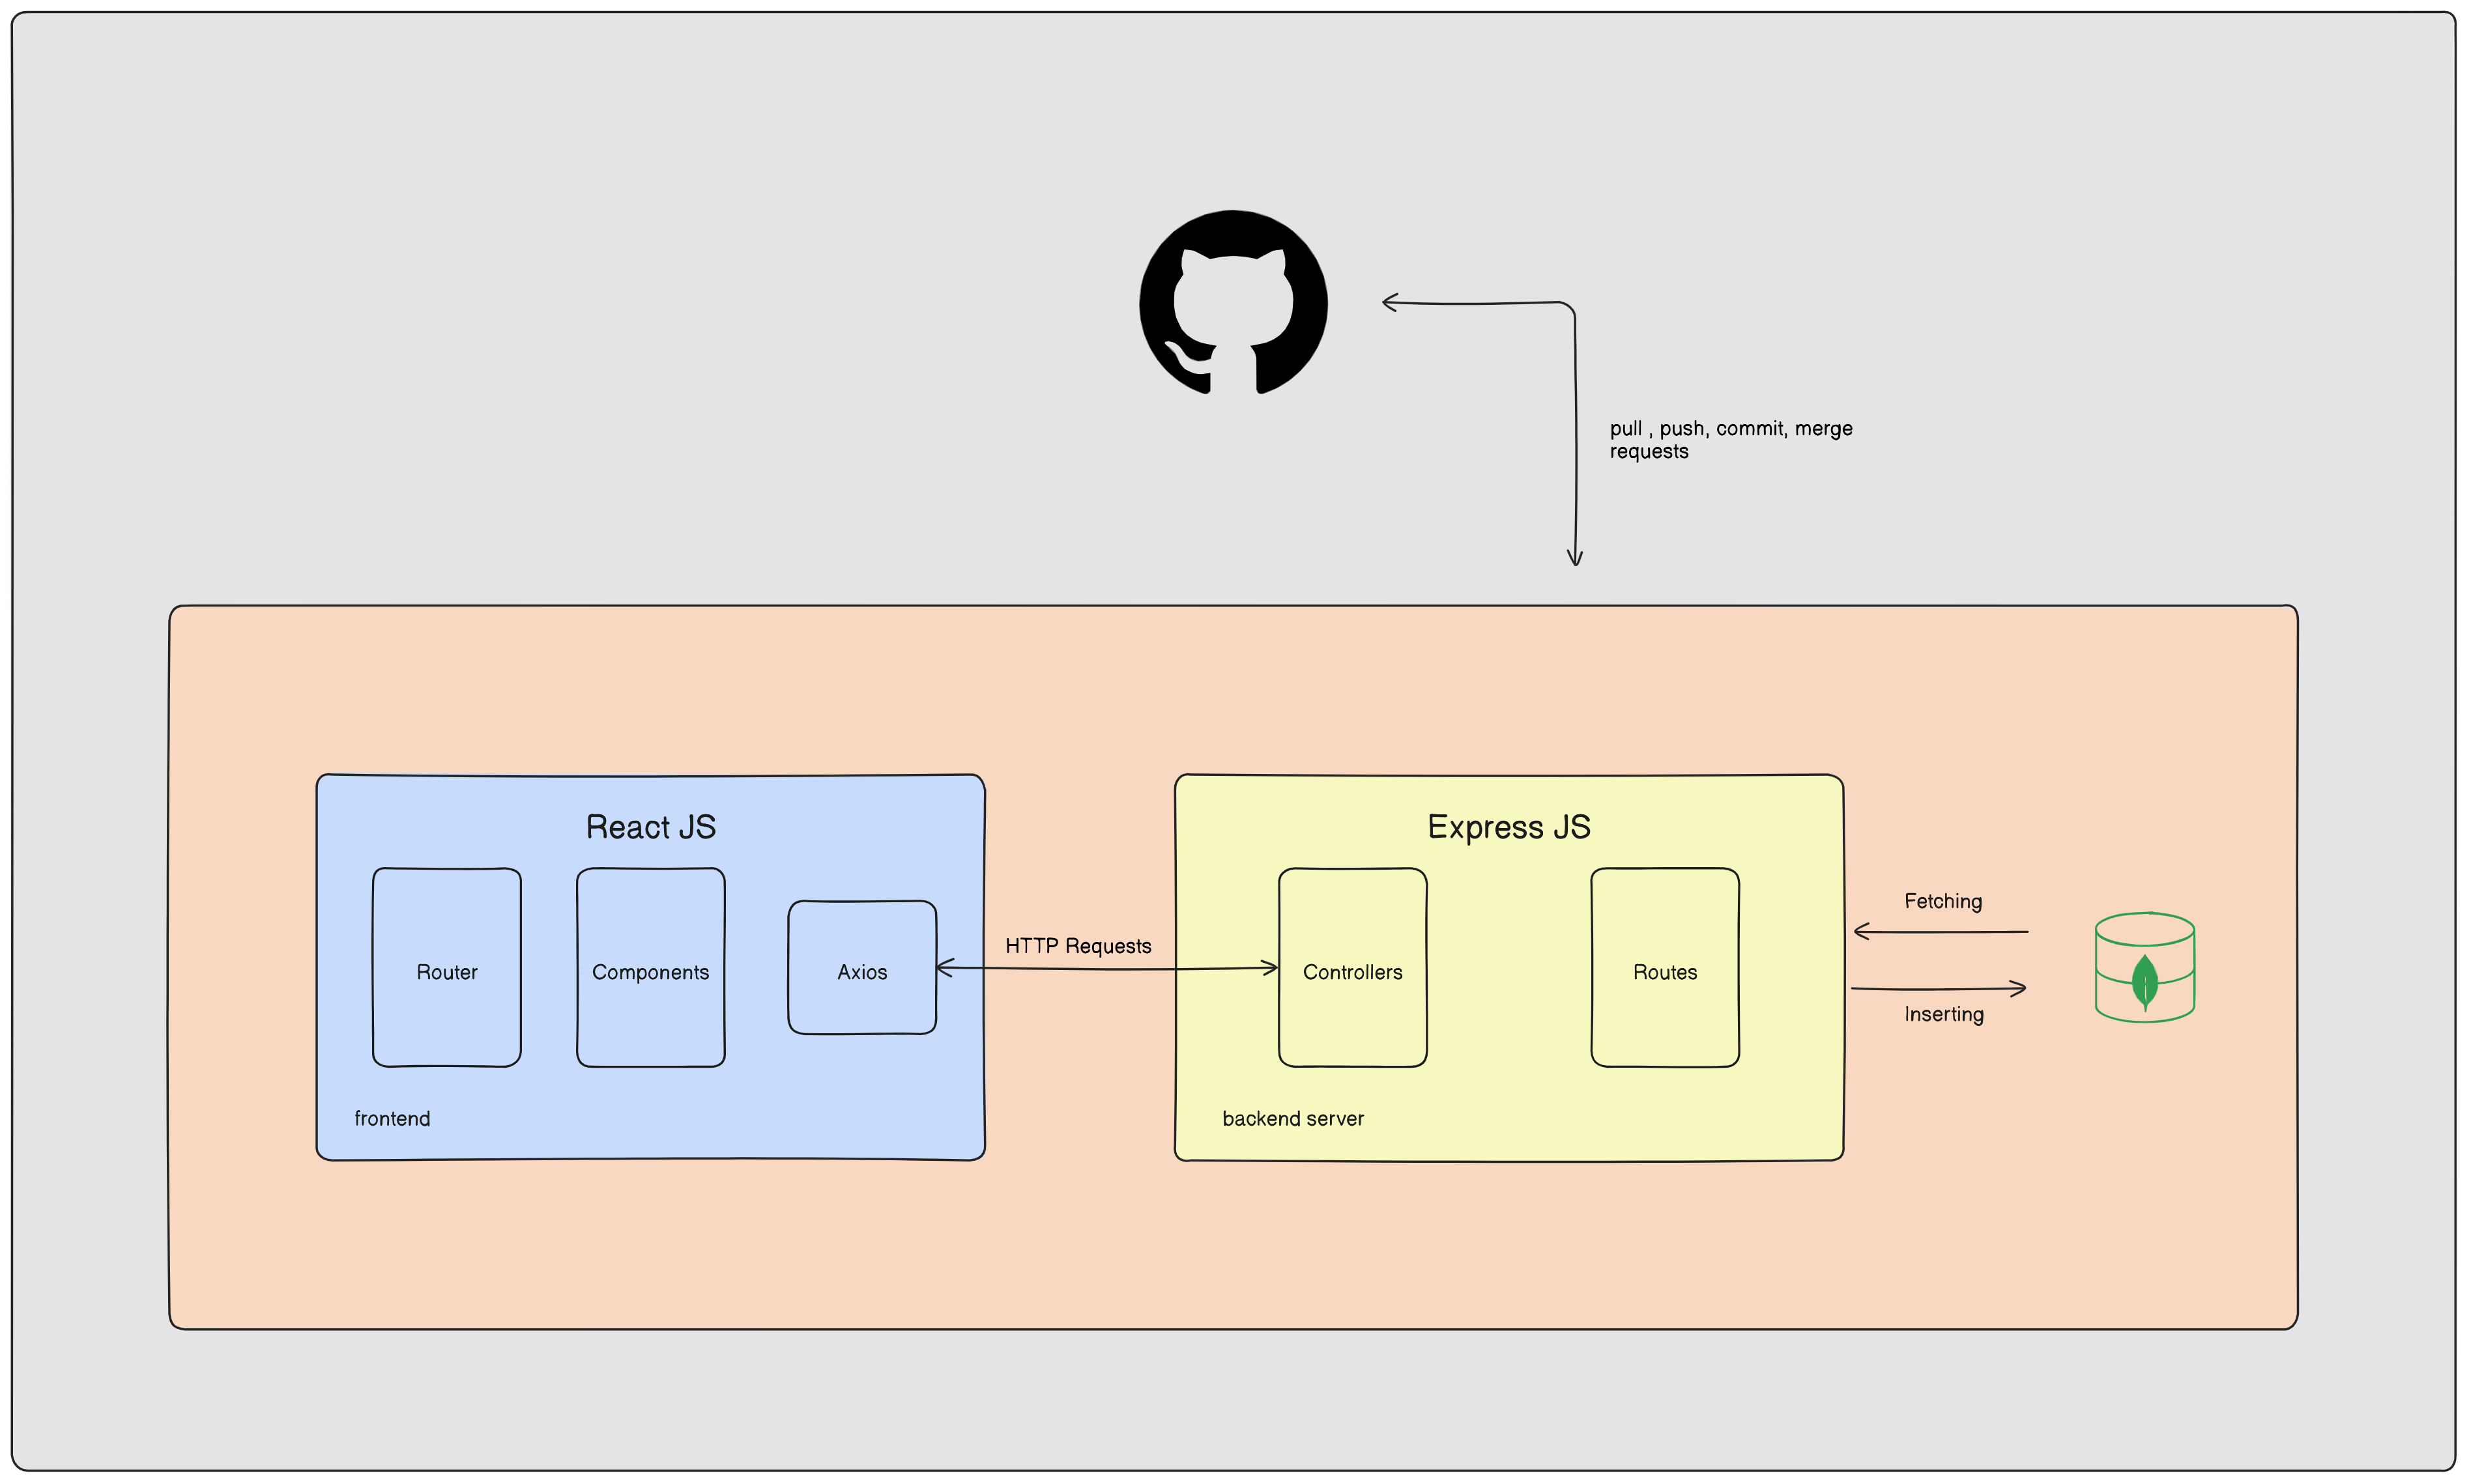 pull , push, commit, merge
requests
React JS
Express JS
Router
Components
Axios
HTTP Requests
Controllers
Routes
Fetching
Inserting
frontend
backend server